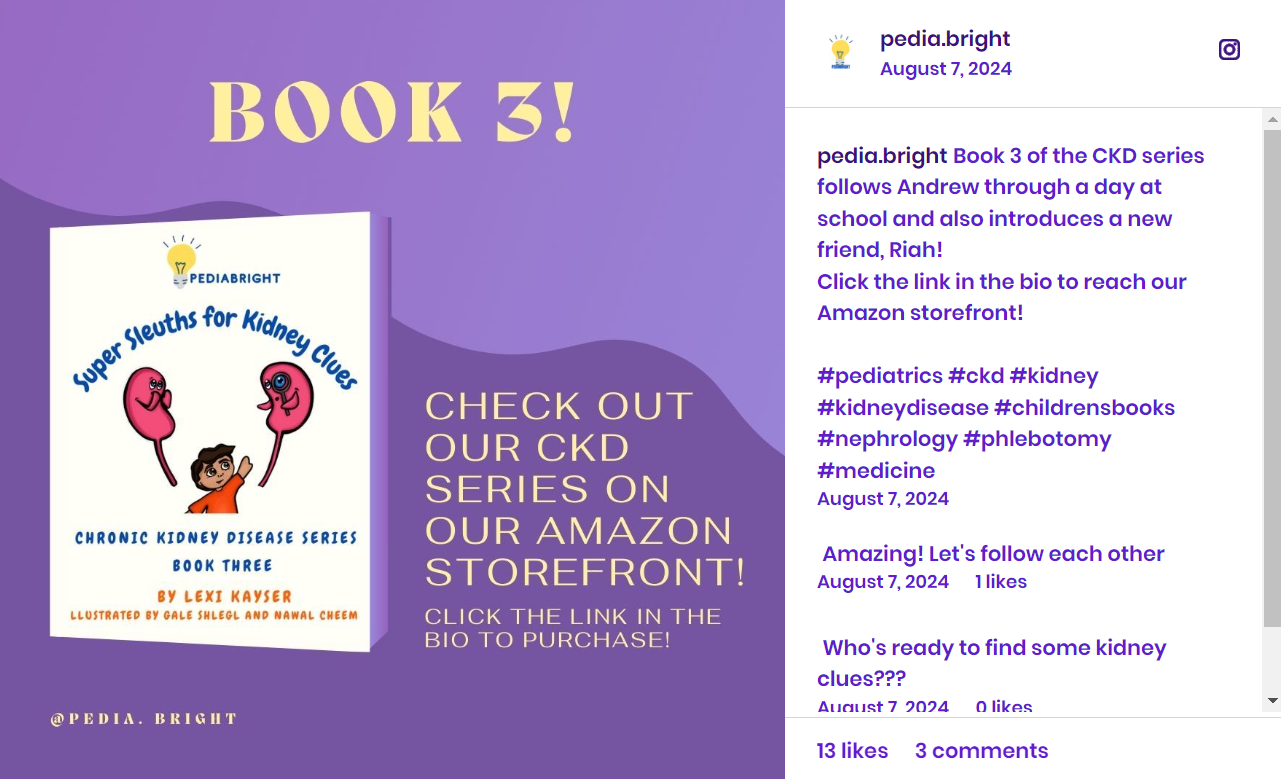 BOOK 3!
PEDIABRIGHT
Super Sleuths for Kidney Clues
CHRONIC KIDNEY DISEASE SERIES
BOOK THREE
BY LEXI KAYSER
LLUSTRATED BY GALE SHLEGL AND NAWAL CHEEM
CHECK OUT
OUR CKD
SERIES ON
OUR AMAZON
STOREFRONT!
CLICK THE LINK IN THE
BIO TO PURCHASE!
@PEDIA. BRIGHT
pedia.bright
August 7, 2024
pedia.bright Book 3 of the CKD series
follows Andrew through a day at
school and also introduces a new
friend, Riah!
Click the link in the bio to reach our
Amazon storefront!
#pediatrics #ckd #kidney
#kidneydisease #childrensbooks
#nephrology #phlebotomy
#medicine
August 7, 2024
Amazing! Let's follow each other
August 7, 2024 1 likes
Who's ready to find some kidney
clues???
August 7, 2024 0 likes
13 likes 3 comments